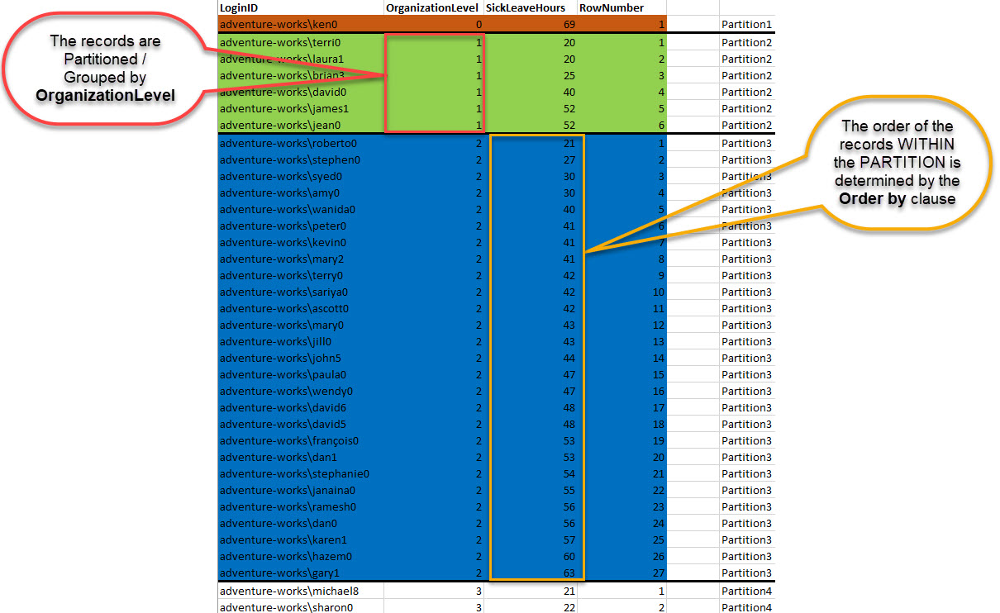 LoginID OrganizationLevel SickLeaveHours RowNumber
adventure-works\ken0 0 69 1 Partition1
The records are
Partitioned /
Grouped by
OrganizationLevel
adventure-works\terri0 1 20 1 Partition2
adventure-works\laura1 1 20 2 Partition2
adventure-works\brian3 1 25 3 Partition2
adventure-works\david0 1 40 4 Partition2
adventure-works\james1 1 52 5 Partition2
adventure-works\jean0 1 52 6 Partition2
The order of the
records WITHIN
the PARTITION is
determined by the
Order by clause
adventure-works\roberto0 2 21 1 Partition3
adventure-works\stephen0 2 27 2 Partition3
adventure-works\syed0 2 30 3 Partition3
adventure-works\amy0 2 30 4 Partition3
adventure-works\wanida0 2 40 5 Partition3
adventure-works\peter0 2 41 6 Partition3
adventure-works\kevin0 2 41 7 Partition3
adventure-works\mary2 2 41 8 Partition3
adventure-works\terry0 2 42 9 Partition3
adventure-works\sariya0 2 42 10 Partition3
adventure-works\ascott0 2 42 11 Partition3
adventure-works\mary0 2 43 12 Partition3
adventure-works\jill0 2 43 13 Partition3
adventure-works\john5 2 44 14 Partition3
adventure-works\paula0 2 47 15 Partition3
adventure-works\wendy0 2 47 16 Partition3
adventure-works\david6 2 48 17 Partition3
adventure-works\david5 2 48 18 Partition3
adventure-works\françois0 2 53 19 Partition3
adventure-works\dan1 2 53 20 Partition3
adventure-works\stephanie0 2 54 21 Partition3
adventure-works\janaina0 2 55 22 Partition3
adventure-works\ramesh0 2 56 23 Partition3
adventure-works\dan0 2 56 24 Partition3
adventure-works\karen1 2 57 25 Partition3
adventure-works\hazem0 2 60 26 Partition3
adventure-works\gary1 2 63 27 Partition3
adventure-works\michael8 3 21 1 Partition4
adventure-works\sharon0 3 22 2 Partition4